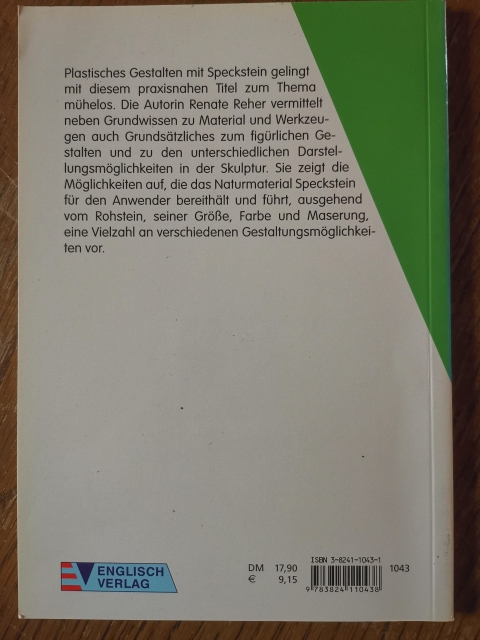 Plastisches Gestalten mit Speckstein gelingt
mit diesem praxisnahen Titel zum Thema
mühelos. Die Autorin Renate Reher vermittelt
neben Grundwissen zu Material und Werkzeu-
gen auch Grundsätzliches zum figürlichen Ge-
stalten und zu den unterschiedlichen Darstel-
lungsmöglichkeiten in der Skulptur. Sie zeigt die
Möglichkeiten auf, die das Naturmaterial Speckstein
für den Anwender bereithält und führt, ausgehend
vom Rohstein, seiner Größe, Farbe und Maserung,
eine Vielzahl an verschiedenen Gestaltungsmöglichkei-
ten vor.
EV ENGLISCH
VERLAG
DM 17,90
€ 9,15
ISBN 3-8241-1043-1
1043
9 783824 110438